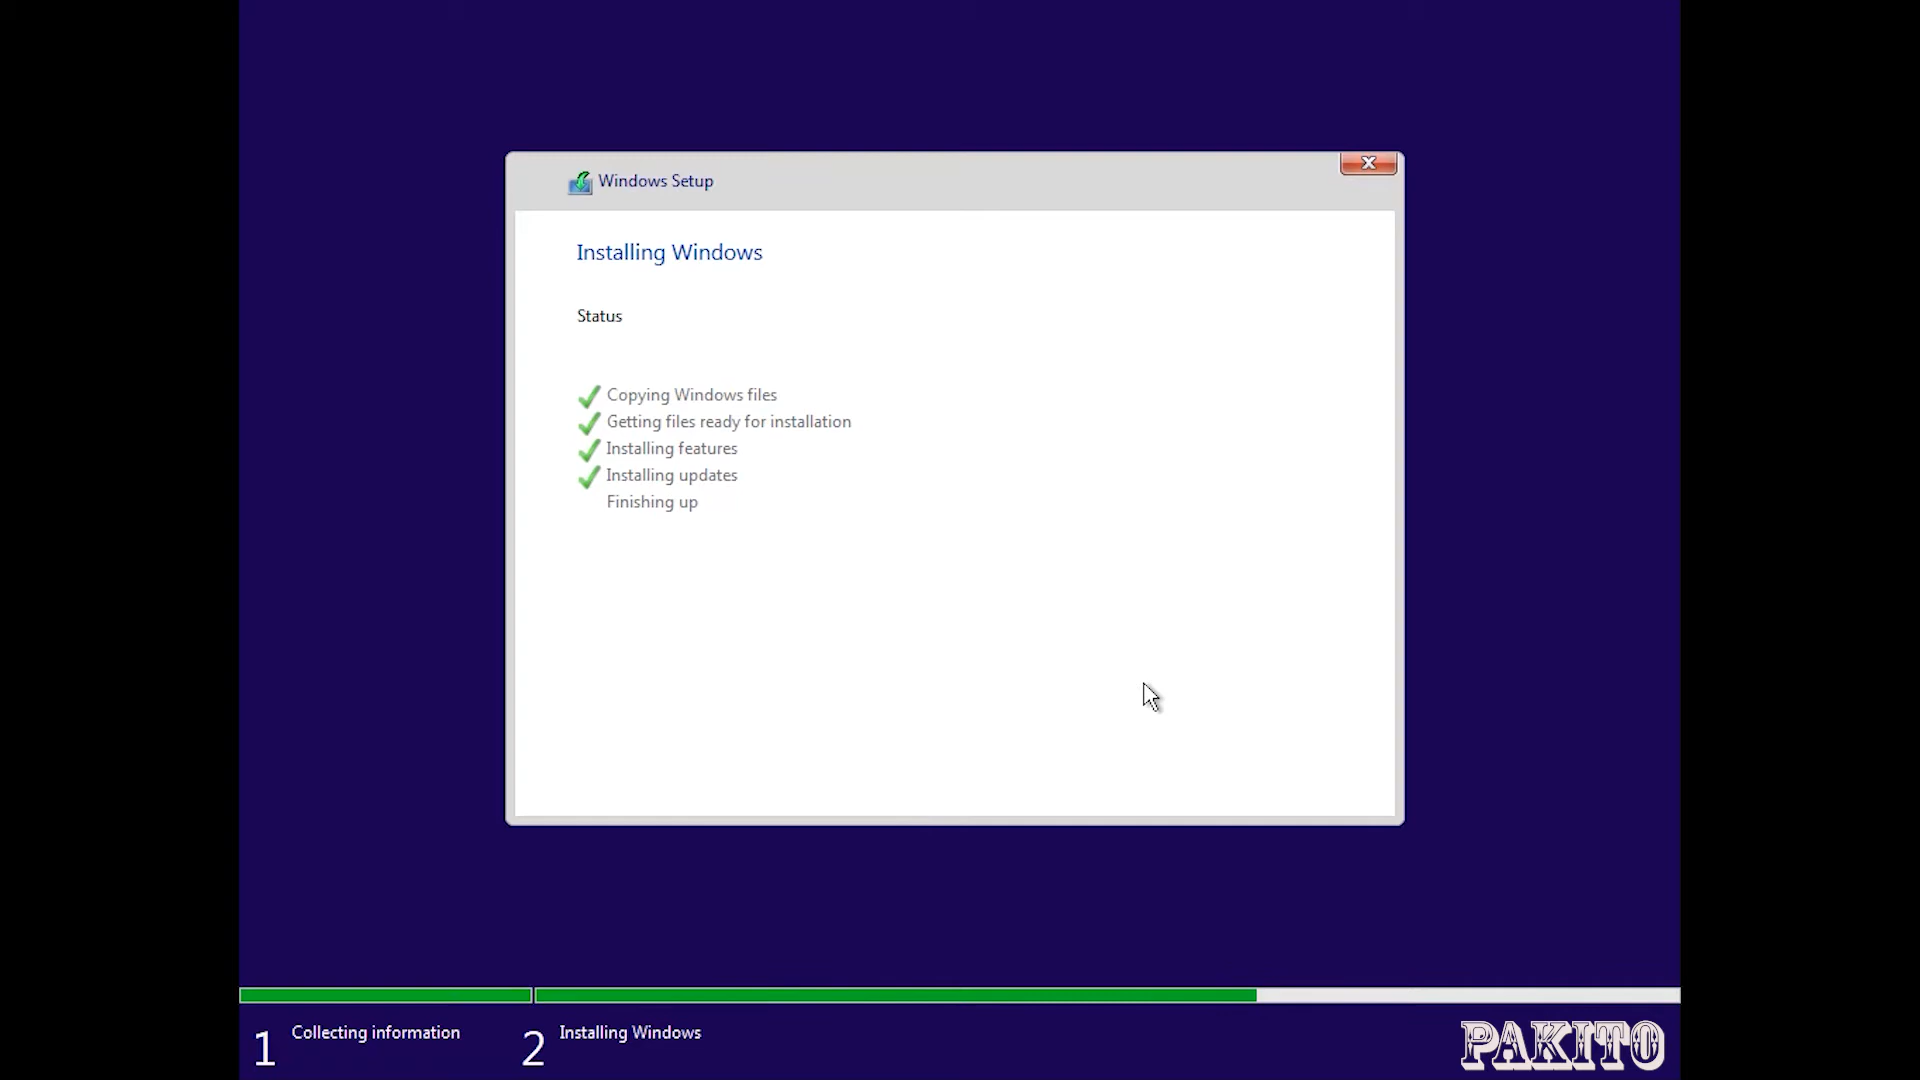 Windows Setup
Installing Windows
Status
Copying Windows files
Getting files ready for installation
Installing features
Installing updates
Finishing up
1 Collecting information
2 Installing Windows
PAKITO